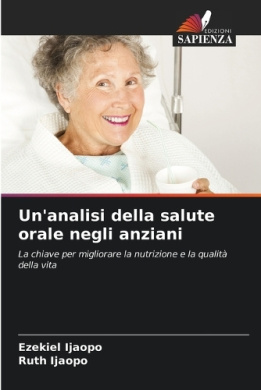 EDIZIONI
SAPIENZA
Un'analisi della salute
orale negli anziani
La chiave per migliorare la nutrizione e la qualità
della vita
Ezekiel Ijaopo
Ruth Ijaopo